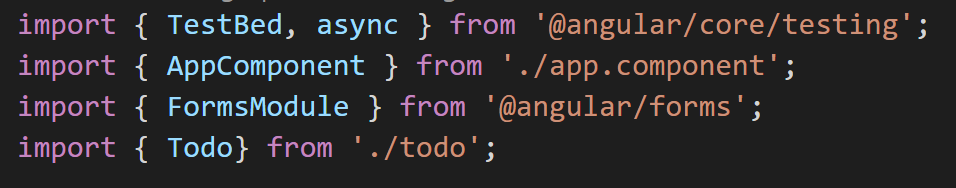 import { TestBed, async } from '@angular/core/testing';
import { AppComponent } from './app.component';
import { FormsModule } from '@angular/forms';
import { Todo} from './todo';